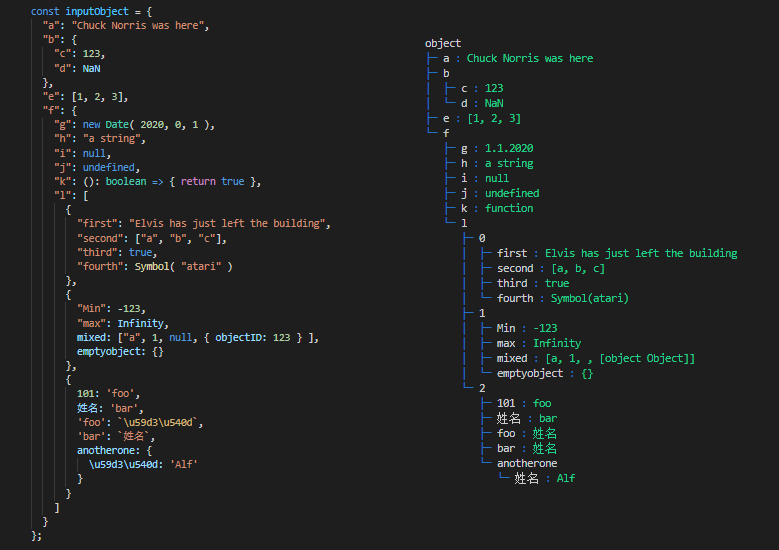 const inputObject = {
  "a": "Chuck Norris was here",
  "b": {
    "c": 123,
    "d": NaN
  },
  "e": [1, 2, 3],
  "f": {
    "g": new Date( 2020, 0, 1 ),
    "h": "a string",
    "i": null,
    "j": undefined,
    "k": (): boolean => { return true },
    "l": [
      {
        "first": "Elvis has just left the building",
        "second": ["a", "b", "c"],
        "third": true,
        "fourth": Symbol( "atari" )
      },
      {
        "Min": -123,
        "max": Infinity,
        mixed: ["a", 1, null, { objectID: 123 } ],
        emptyobject: {}
      },
      {
        101: 'foo',
        姓名: 'bar',
        'foo': `\u59d3\u540d`,
        'bar': `姓名`,
        anotherone: {
          \u59d3\u540d: 'Alf'
        }
      }
    ]
  }
};
object
├─ a : Chuck Norris was here
├─ b
│  ├─ c : 123
│  └─ d : NaN
├─ e : [1, 2, 3]
└─ f
   ├─ g : 1.1.2020
   ├─ h : a string
   ├─ i : null
   ├─ j : undefined
   ├─ k : function
   └─ l
      ├─ 0
      │  ├─ first : Elvis has just left the building
      │  ├─ second : [a, b, c]
      │  ├─ third : true
      │  └─ fourth : Symbol(atari)
      ├─ 1
      │  ├─ Min : -123
      │  ├─ max : Infinity
      │  ├─ mixed : [a, 1, , [object Object]]
      │  └─ emptyobject : {}
      └─ 2
         ├─ 101 : foo
         ├─ 姓名 : bar
         ├─ foo : 姓名
         ├─ bar : 姓名
         └─ anotherone
            └─ 姓名 : Alf